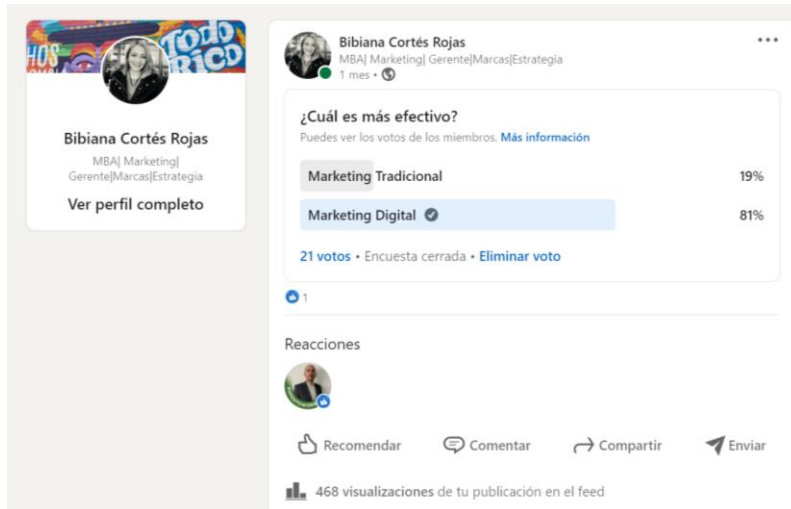 TODO
HOS RICO
Bibiana Cortés Rojas
MBA| Marketing|
Gerente|Marcas|Estrategia
Ver perfil completo
Bibiana Cortés Rojas
MBA| Marketing| Gerente|Marcas|Estrategia
1 mes •
¿Cuál es más efectivo?
Puedes ver los votos de los miembros. Más información
Marketing Tradicional 19%
Marketing Digital 81%
21 votos • Encuesta cerrada • Eliminar voto
1
Reacciones
Recomendar Comentar Compartir Enviar
468 visualizaciones de tu publicación en el feed